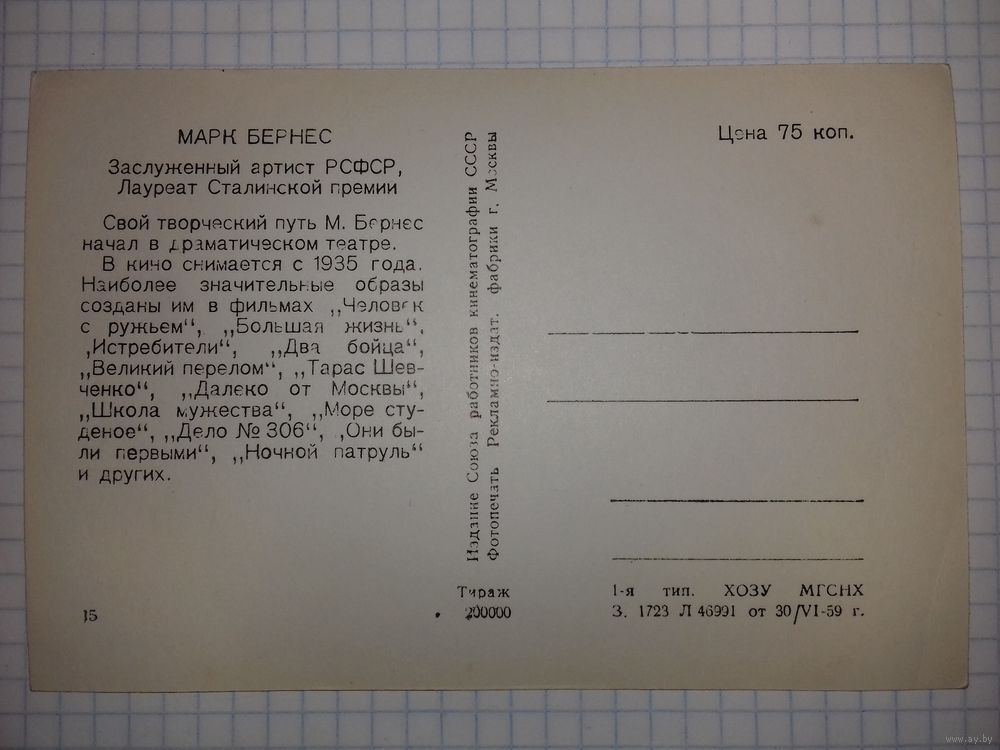 МАРК БЕРНЕС
Заслуженный артист РСФСР,
Лауреат Сталинской премии
Свой творческий путь М. Бернес
начал в драматическом театре.
В кино снимается с 1935 года.
Наиболее значительные образы
созданы им в фильмах ,,Человек
с ружьем“, ,,Большая жизнь“,
,Истребители“, ,,Два бойца“,
,,Великий перелом“, ,,Тарас Шев-
ченко“, ,,Далеко от Москвы“,
,,Школа мужества“, ,,Море сту-
деное“, ,,Дело № 306“, ,,Они бы-
ли первыми“, ,,Ночной патруль“
и других.
15
Издание Союза работников кинематографии СССР
Фотопечать Рекламно-издат. фабрики г. Москвы
Тираж
200000
Цена 75 коп.
1-я тип. ХОЗУ МГСНХ
З. 1723 Л 46991 от 30/VI-59 г.
www.ay.by